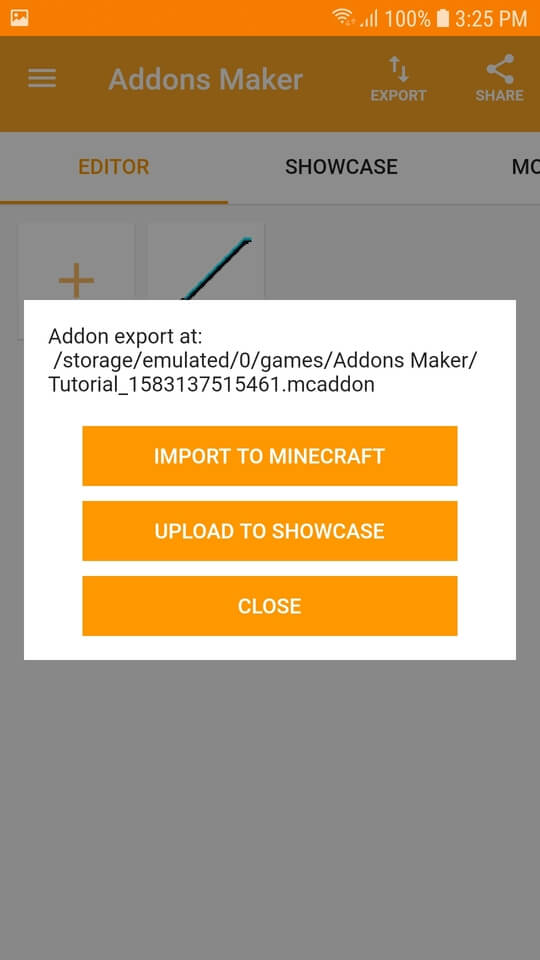 100% 3:25 PM
Addons Maker
EXPORT
SHARE
EDITOR
SHOWCASE
MO
Addon export at:
/storage/emulated/0/games/Addons Maker/
Tutorial_1583137515461.mcaddon
IMPORT TO MINECRAFT
UPLOAD TO SHOWCASE
CLOSE